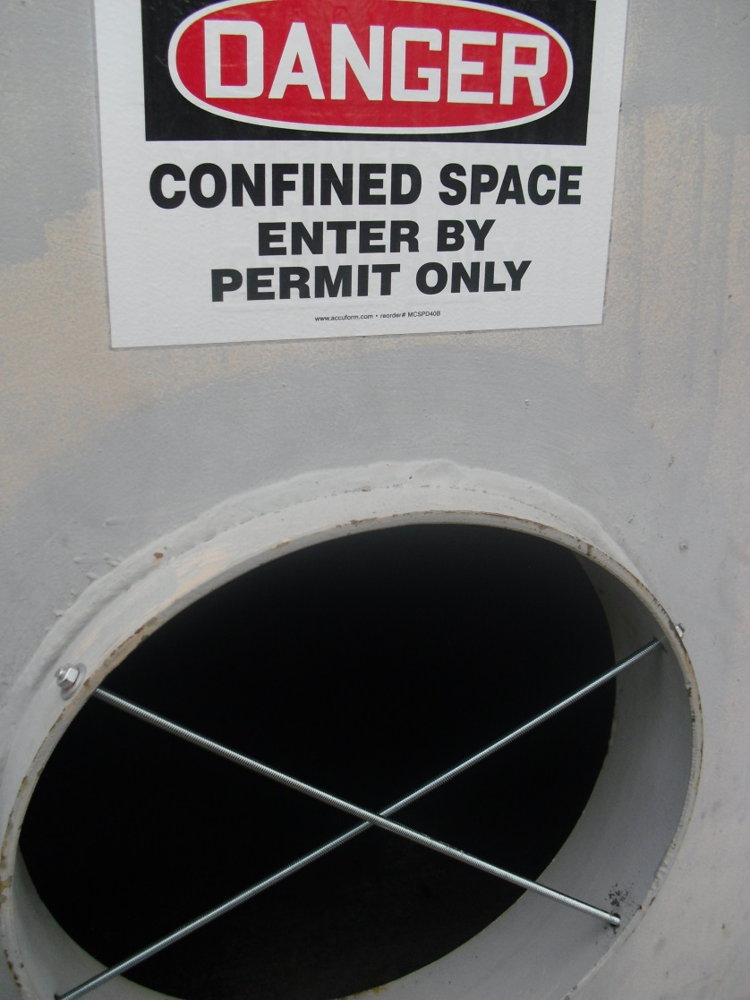 DANGER
CONFINED SPACE
ENTER BY
PERMIT ONLY
www.accuform.com • reorder# MCSPD40B